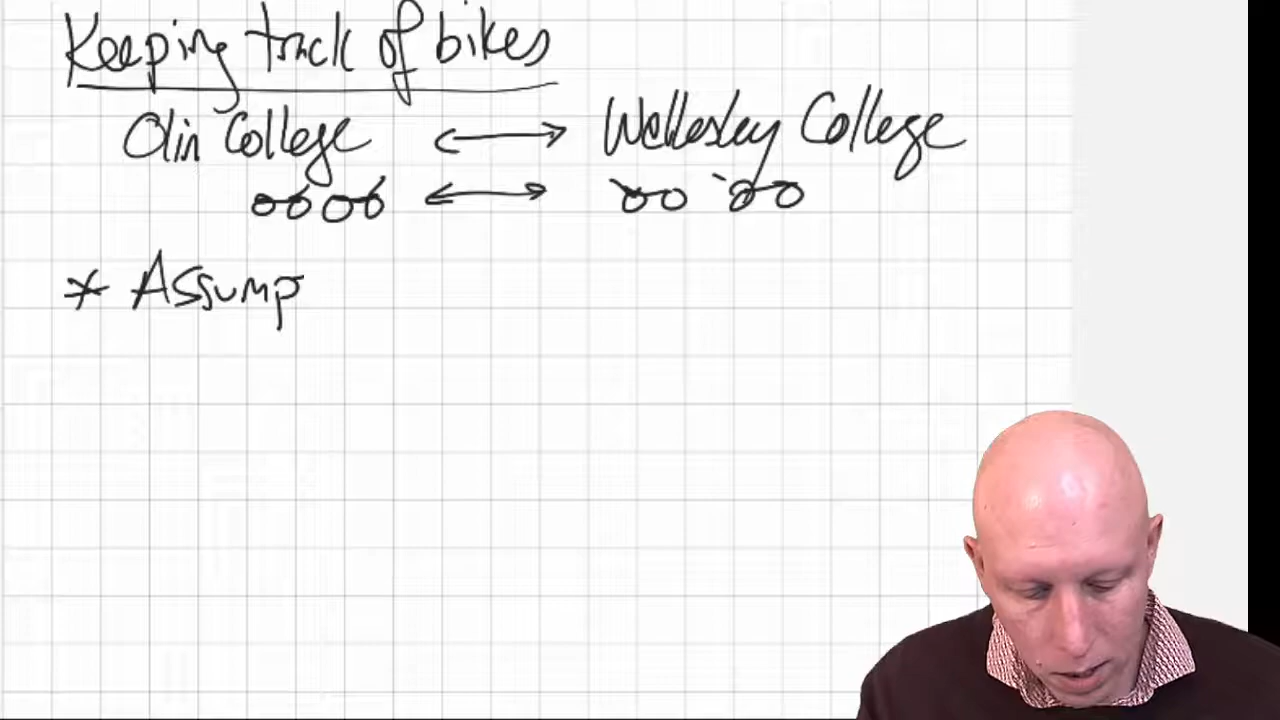 Keeping track of bikes
Olin College ↔ Wellesley College
* Assump